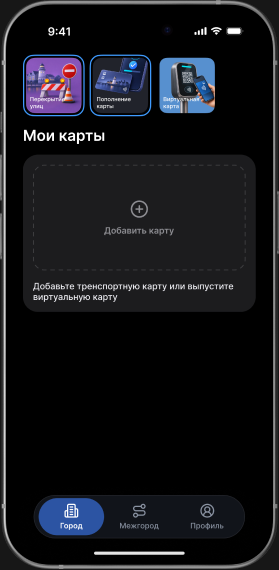 9:41
Перекрытие
улиц
Пополнение
карты
Виртуальная
карта
Мои карты
Добавить карту
Добавьте тренспортную карту или выпустите
виртуальную карту
Город
Межгород
Профиль